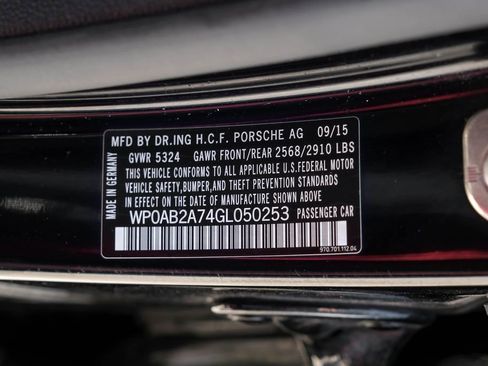 MADE IN GERMANY
MFD BY DR.ING H.C.F. PORSCHE AG 09/15
GVWR 5324 GAWR FRONT/REAR 2568/2910 LBS
THIS VEHICLE CONFORMS TO ALL APPLICABLE U.S.FEDERAL MOTOR
VEHICLE SAFETY,BUMPER,AND THEFT PREVENTION STANDARDS
IN EFFECT ON THE DATE OF MANUFACTURE SHOWN ABOVE
WP0AB2A74GL050253 PASSENGER CAR
970.701.112.04